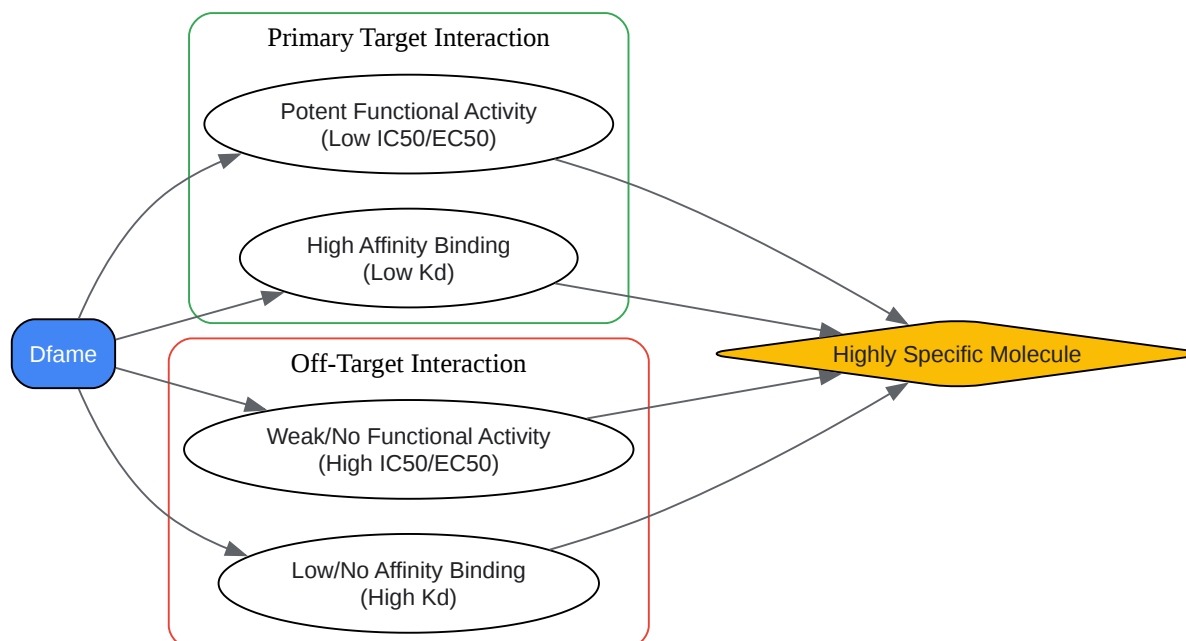 Primary Target Interaction
Potent Functional Activity
(Low IC50/EC50)
High Affinity Binding
(Low Kd)
Dfame
Highly Specific Molecule
Off-Target Interaction
Weak/No Functional Activity
(High IC50/EC50)
Low/No Affinity Binding
(High Kd)